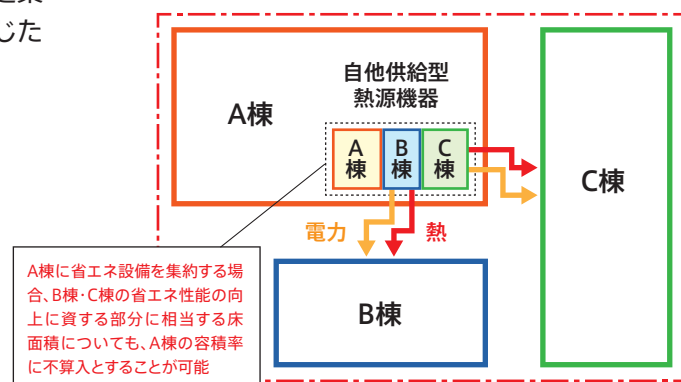 じた
自他供給型
熱源機器
A棟
A
棟
B
棟
C
棟
C棟
電力
熱
A棟に省エネ設備を集約する場
合、B棟・C棟の省エネ性能の向
上に資する部分に相当する床
面積についても、A棟の容積率
に不算入とすることが可能
B棟